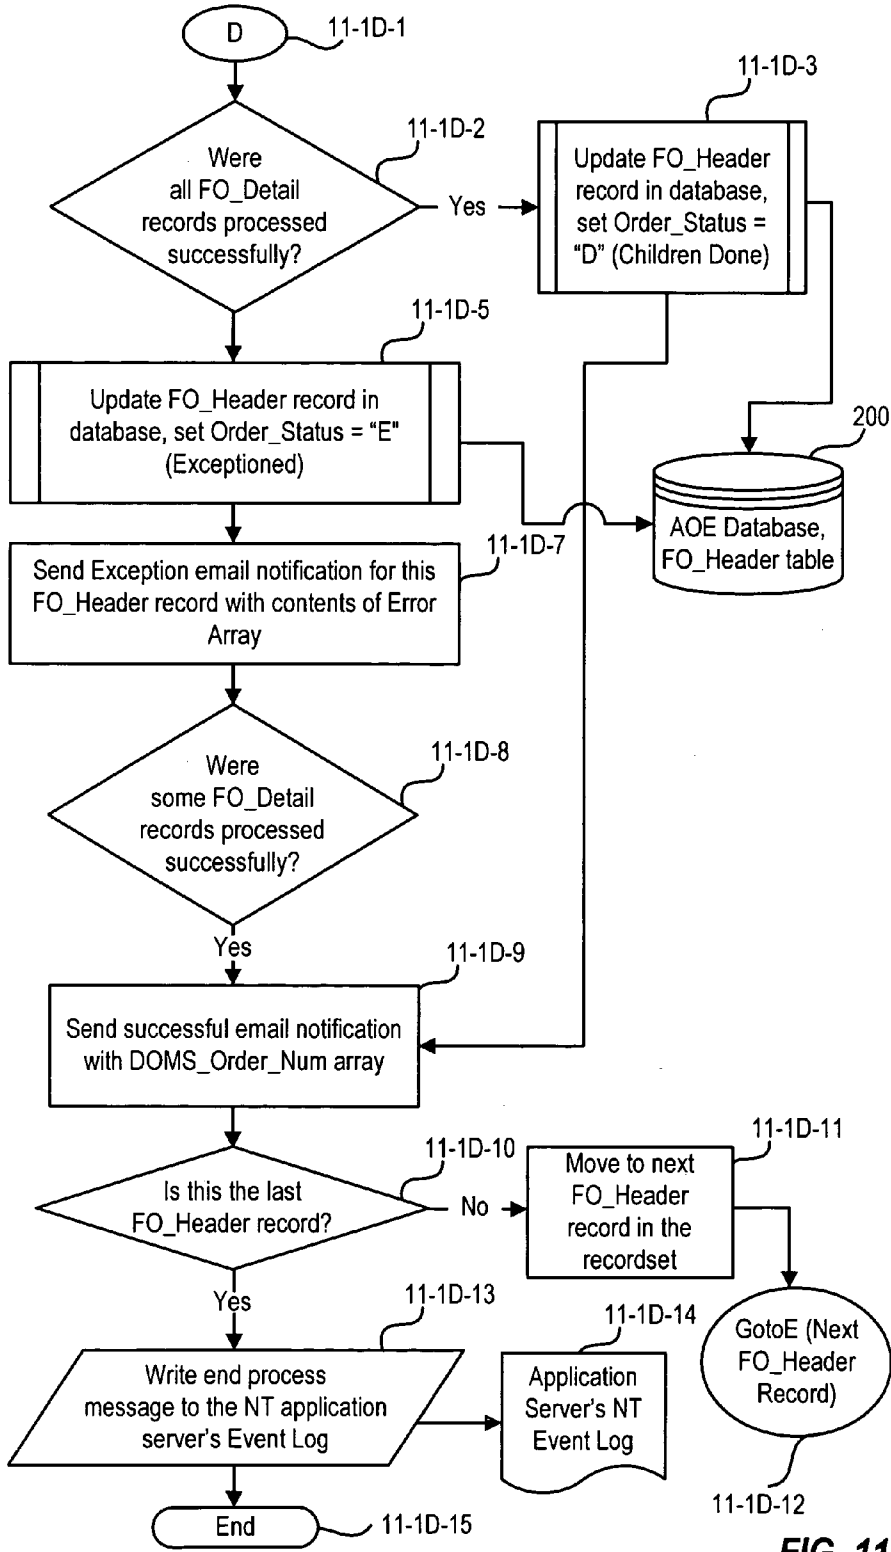 D
11-1D-1
11-1D-2
Were
all FO_Detail
records processed
successfully?
Yes
11-1D-3
Update FO_Header
record in database,
set Order_Status =
“D” (Children Done)
11-1D-5
Update FO_Header record in
database, set Order_Status = “E"
(Exceptioned)
200
AOE Database,
FO_Header table
11-1D-7
Send Exception email notification for this
FO_Header record with contents of Error
Array
11-1D-8
Were
some FO_Detail
records processed
successfully?
Yes
11-1D-9
Send successful email notification
with DOMS_Order_Num array
11-1D-10
Is this the last
FO_Header record?
No
11-1D-11
Move to next
FO_Header
record in the
recordset
Yes
11-1D-13
Write end process
message to the NT application
server's Event Log
11-1D-14
Application
Server's NT
Event Log
GotoE (Next
FO_Header
Record)
11-1D-12
End
11-1D-15
FIG. 11